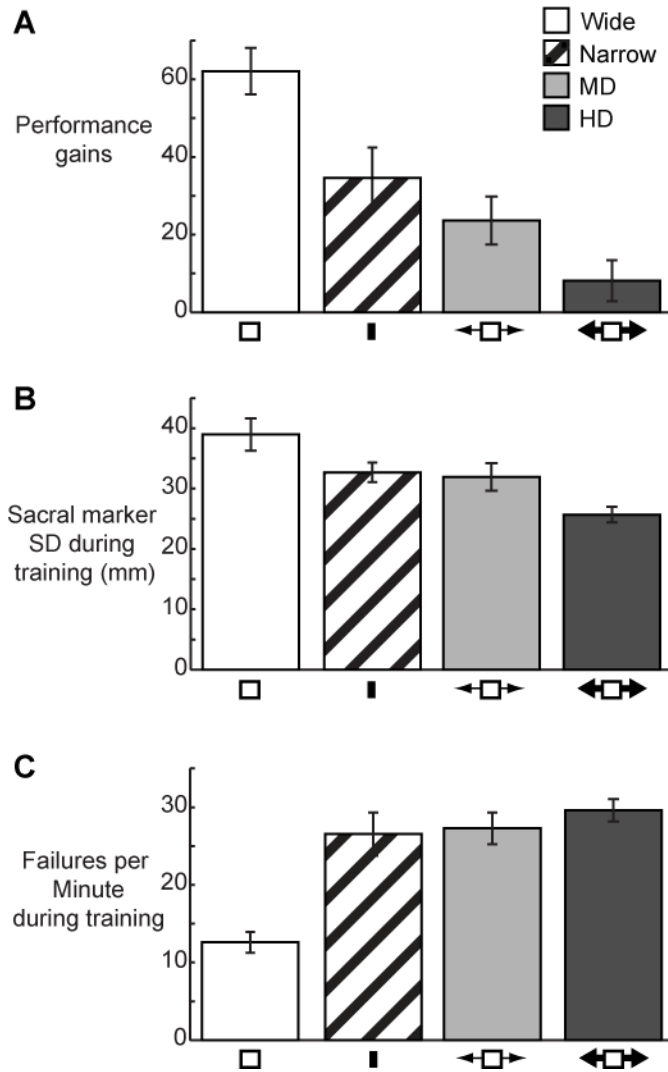 A
Wide
Narrow
MD
HD
Performance
gains
60
40
20
0
B
Sacral marker
SD during
training (mm)
40
30
20
10
0
C
Failures per
Minute
during training
30
20
10
0